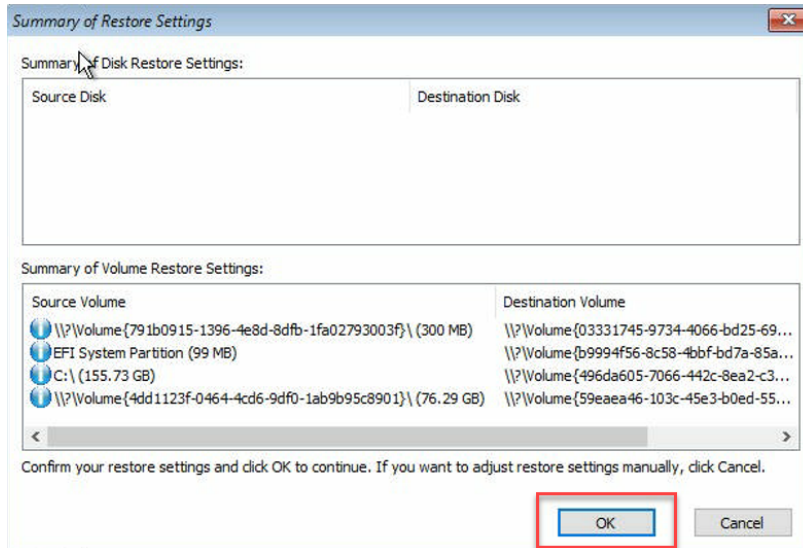 Summary of Restore Settings
Summary of Disk Restore Settings:
Source Disk Destination Disk
Summary of Volume Restore Settings:
Source Volume Destination Volume
\\?\Volume{791b0915-1396-4e8d-8dfb-1fa02793003f}\ (300 MB) \\?\Volume{03331745-9734-4066-bd25-69...
EFI System Partition (99 MB) \\?\Volume{b9994f56-8c58-4bbf-bd7a-85a...
C:\ (155.73 GB) \\?\Volume{496da605-7066-442c-8ea2-c3...
\\?\Volume{4dd1123f-0464-4cd6-9df0-1ab9b95c8901}\ (76.29 GB) \\?\Volume{59eaea46-103c-45e3-b0ed-55...
Confirm your restore settings and click OK to continue. If you want to adjust restore settings manually, click Cancel.
OK Cancel